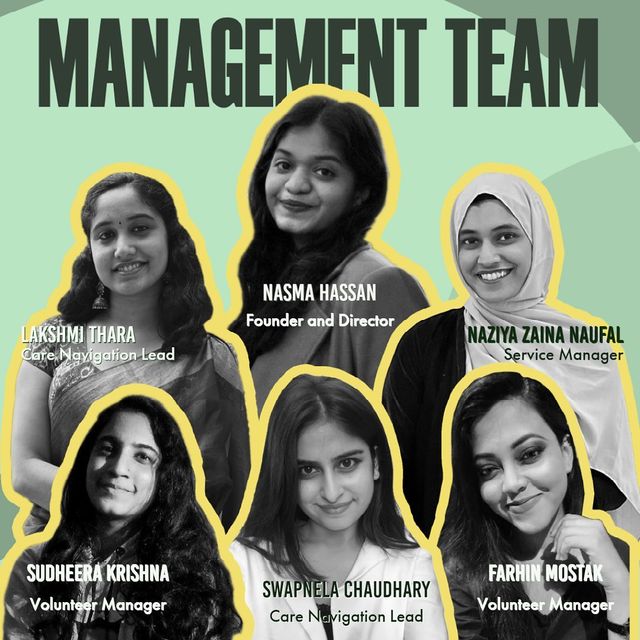 MANAGEMENT TEAM
NASMA HASSAN
Founder and Director
LAKSHMI THARA
Care Navigation Lead
NAZIYA ZAINA NAUFAL
Service Manager
SUDHEERA KRISHNA
Volunteer Manager
SWAPNELA CHAUDHARY
Care Navigation Lead
FARHIN MOSTAK
Volunteer Manager